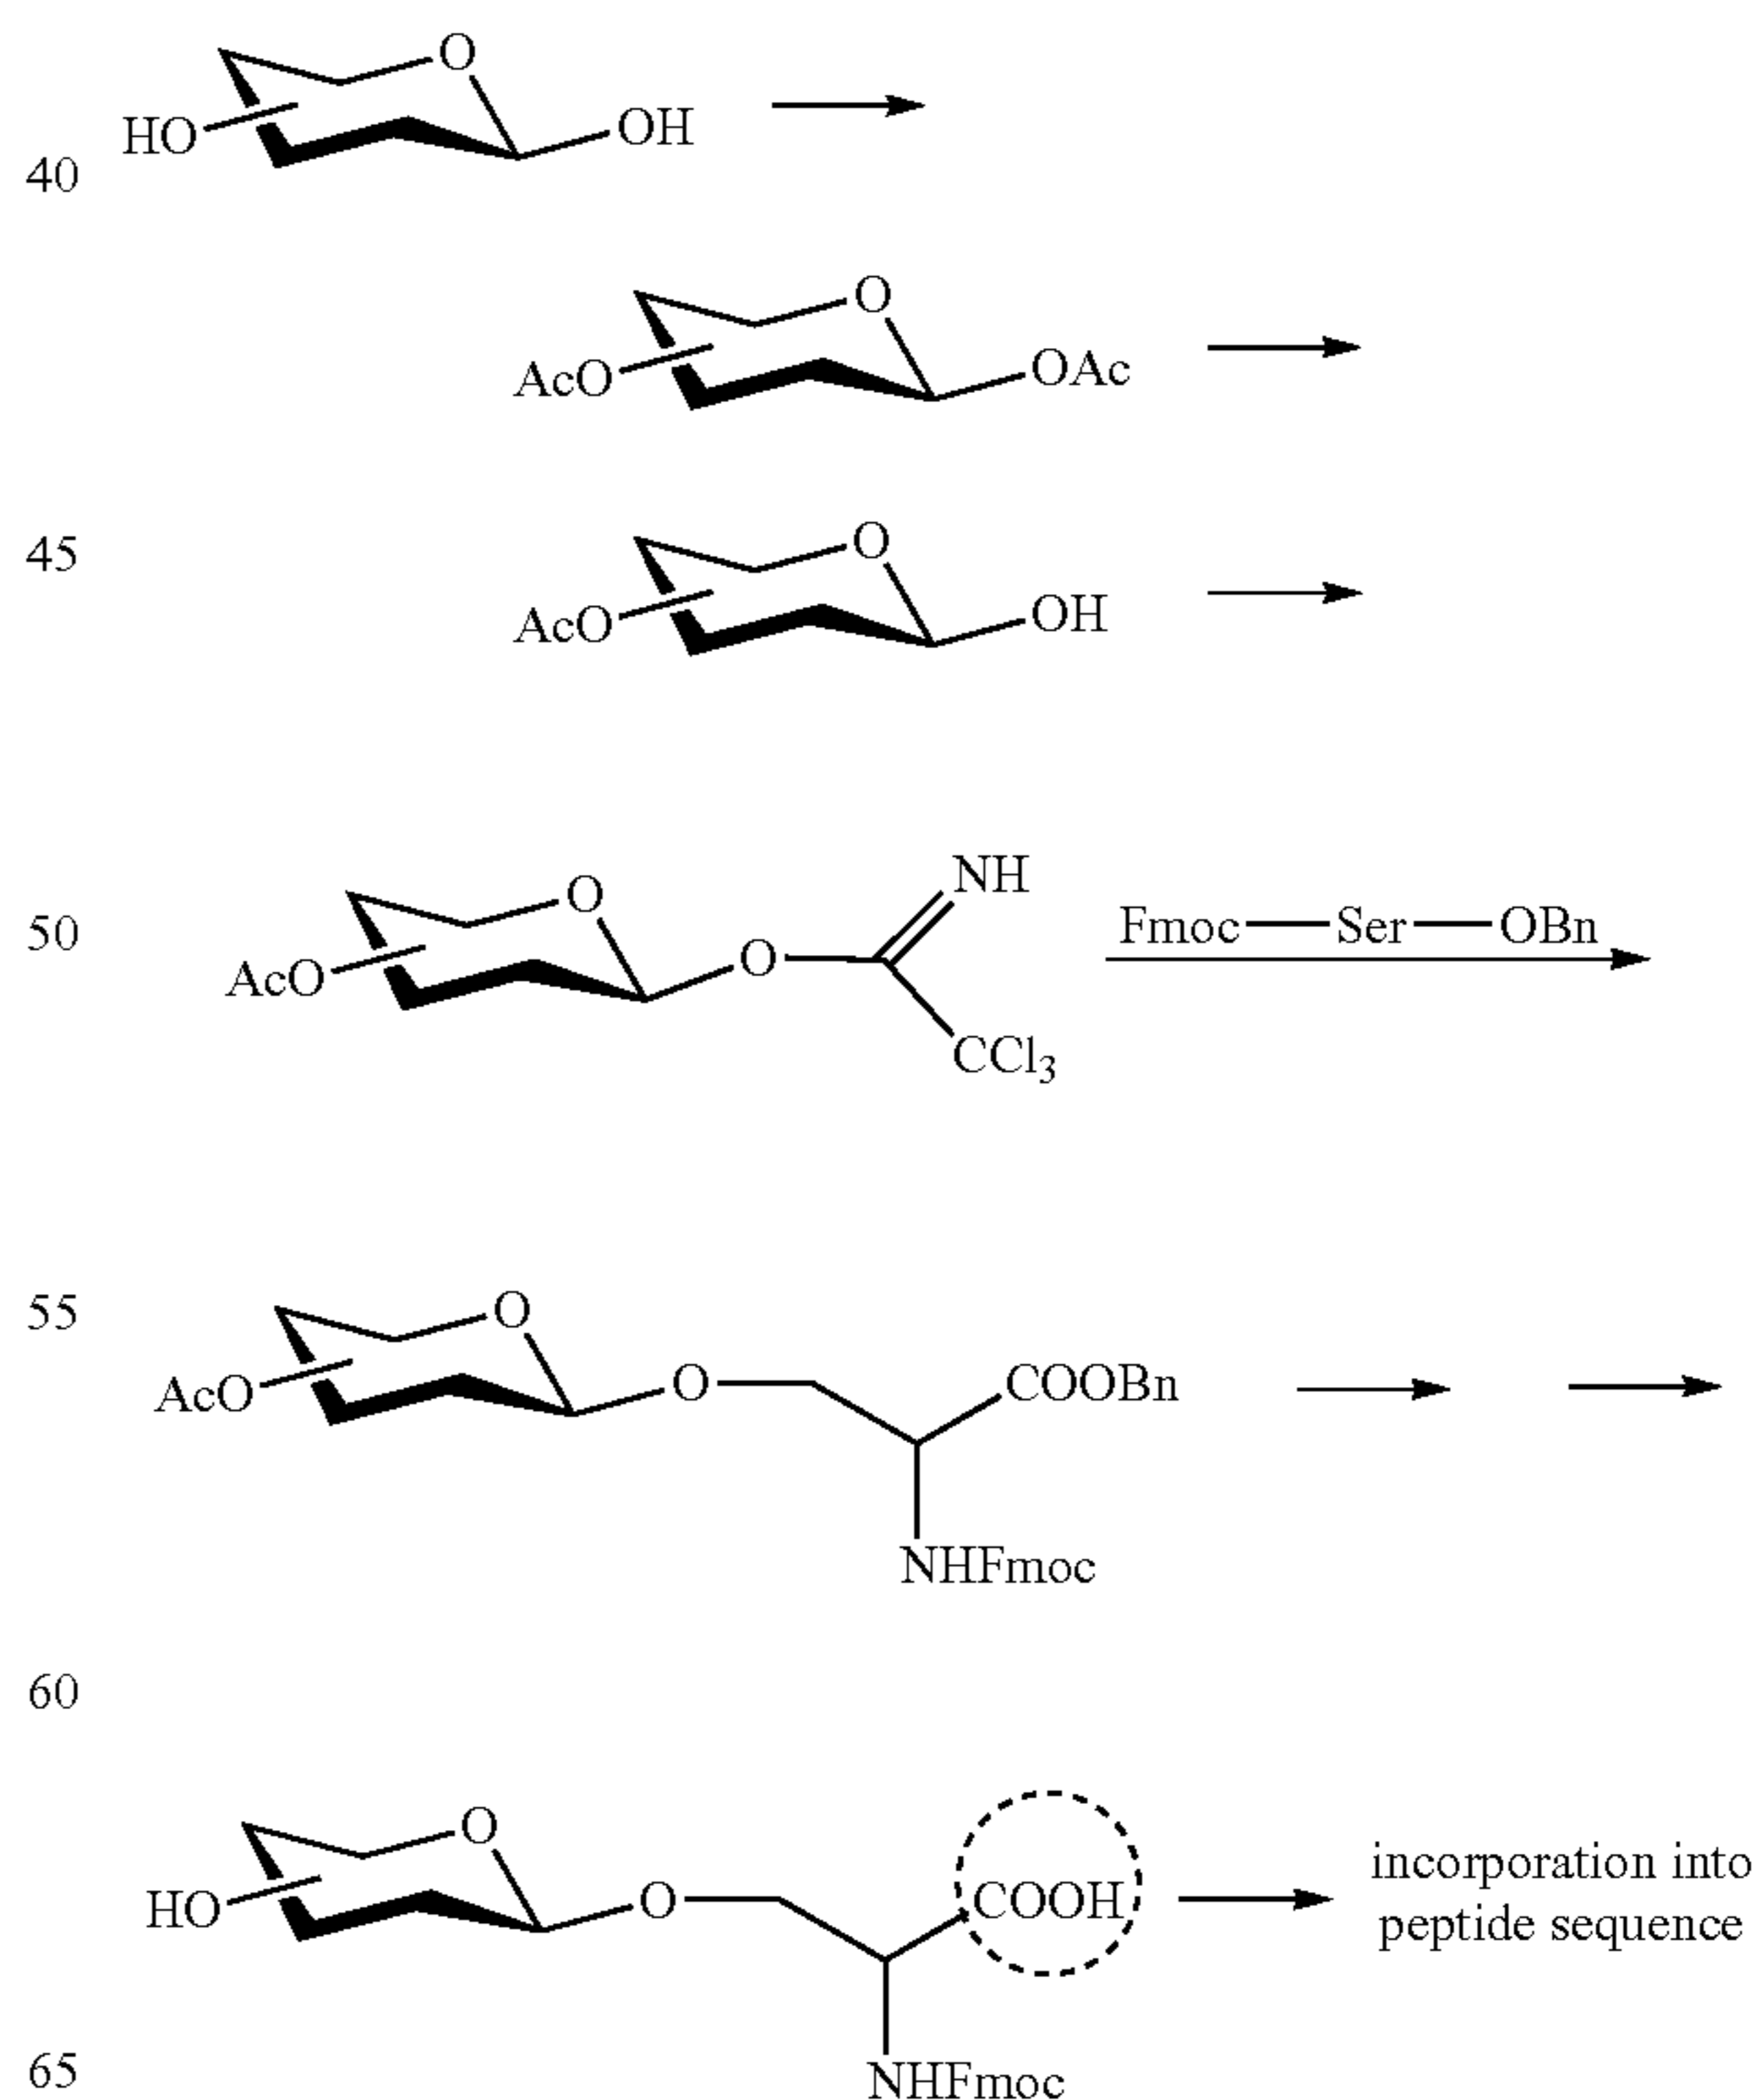 O
HO
OH
40
O
AcO
OAc
O
45
AcO
OH
NH
O
50
Fmoc—Ser—OBn
O
AcO
CCl3
O
55
AcO
O
COOBn
NHFmoc
60
O
incorporation into
HO
O
COOH
peptide sequence
65
NHFmoc